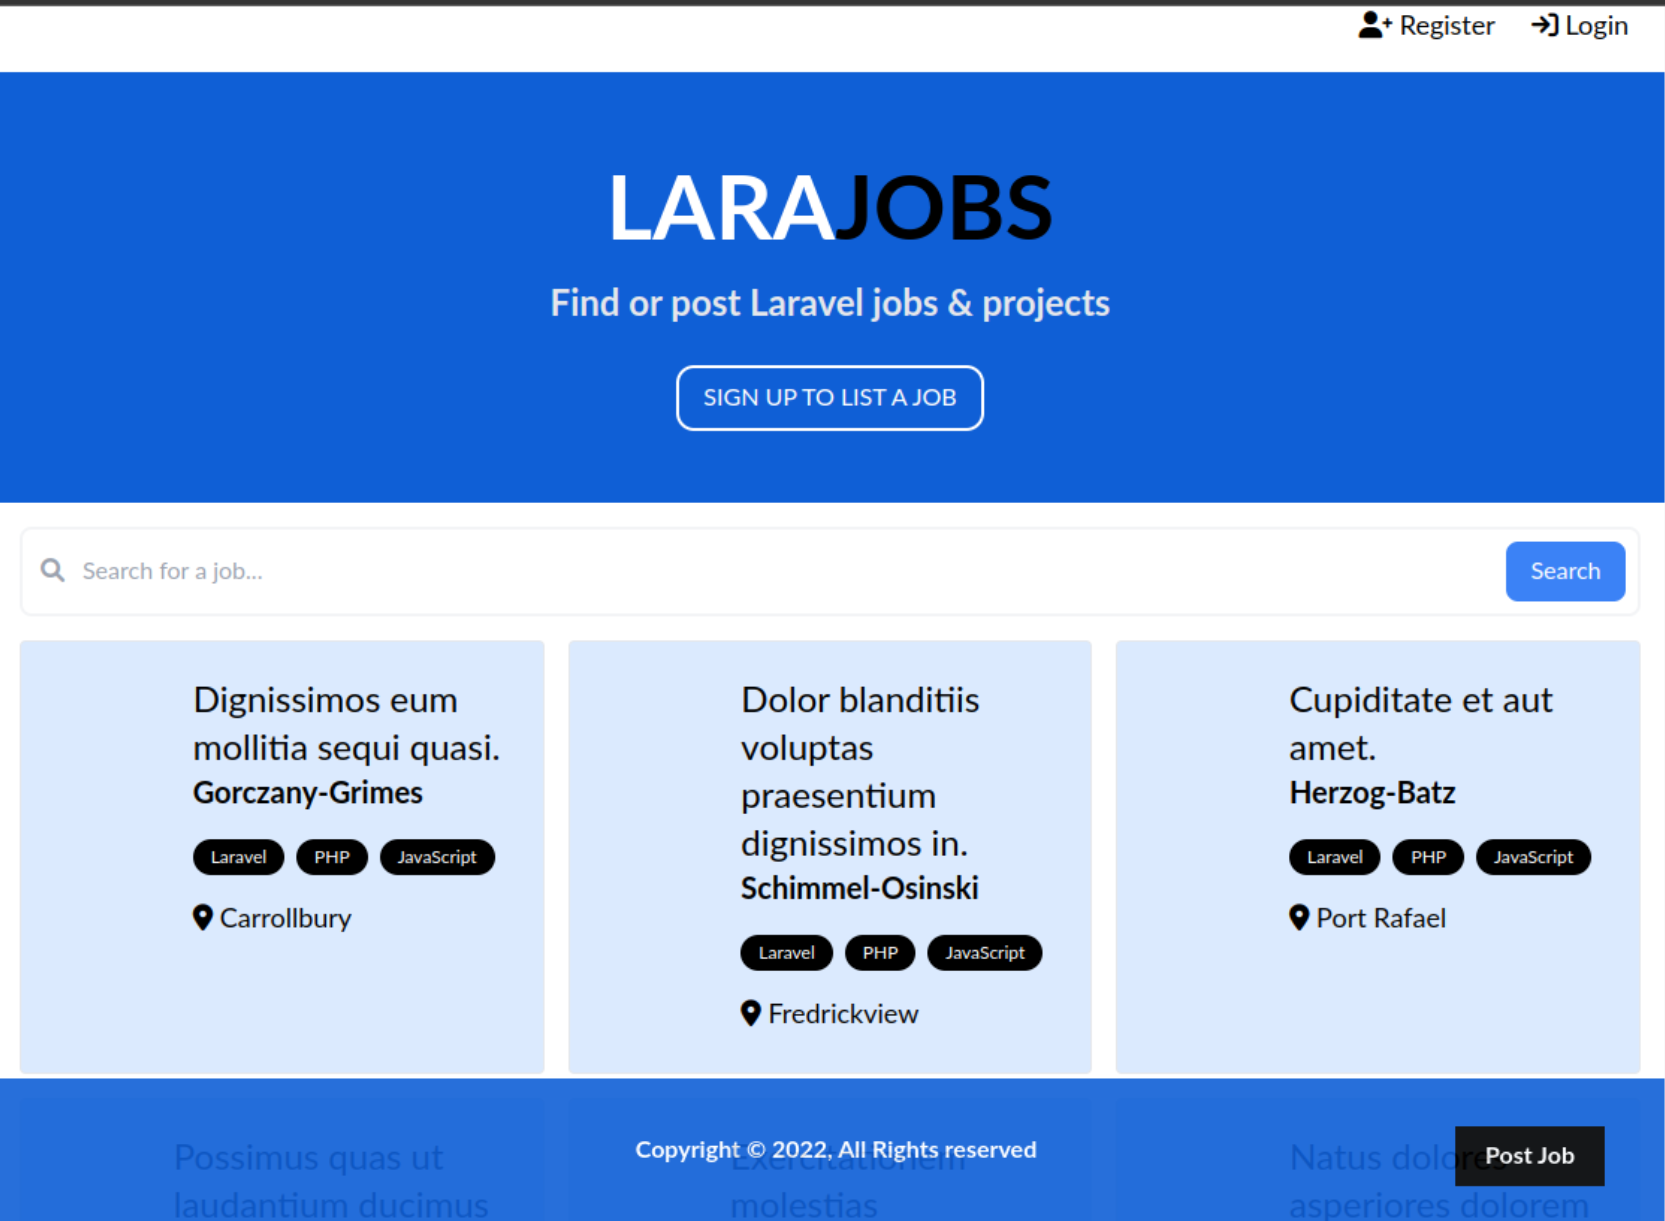 Register Login
LARAJOBS
Find or post Laravel jobs & projects
SIGN UP TO LIST A JOB
Search for a job...
Search
Dignissimos eum
mollitia sequi quasi.
Gorczany-Grimes
Laravel PHP JavaScript
Carrollbury
Dolor blanditiis
voluptas
praesentium
dignissimos in.
Schimmel-Osinski
Laravel PHP JavaScript
Fredrickview
Cupiditate et aut
amet.
Herzog-Batz
Laravel PHP JavaScript
Port Rafael
Possimus quas ut
laudantium ducimus
Exercitationem
molestias
Natus dolores
asperiores dolorem
Copyright © 2022, All Rights reserved
Post Job